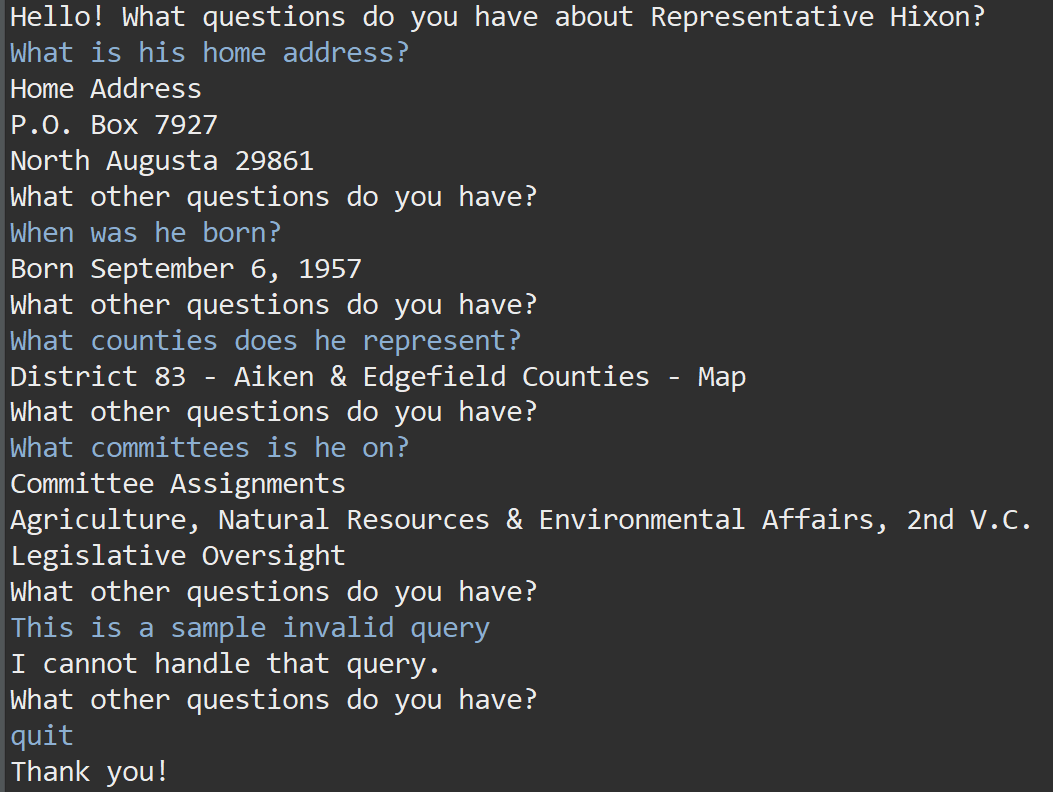 Hello! What questions do you have about Representative Hixon?
What is his home address?
Home Address
P.O. Box 7927
North Augusta 29861
What other questions do you have?
When was he born?
Born September 6, 1957
What other questions do you have?
What counties does he represent?
District 83 - Aiken & Edgefield Counties - Map
What other questions do you have?
What committees is he on?
Committee Assignments
Agriculture, Natural Resources & Environmental Affairs, 2nd V.C.
Legislative Oversight
What other questions do you have?
This is a sample invalid query
I cannot handle that query.
What other questions do you have?
quit
Thank you!